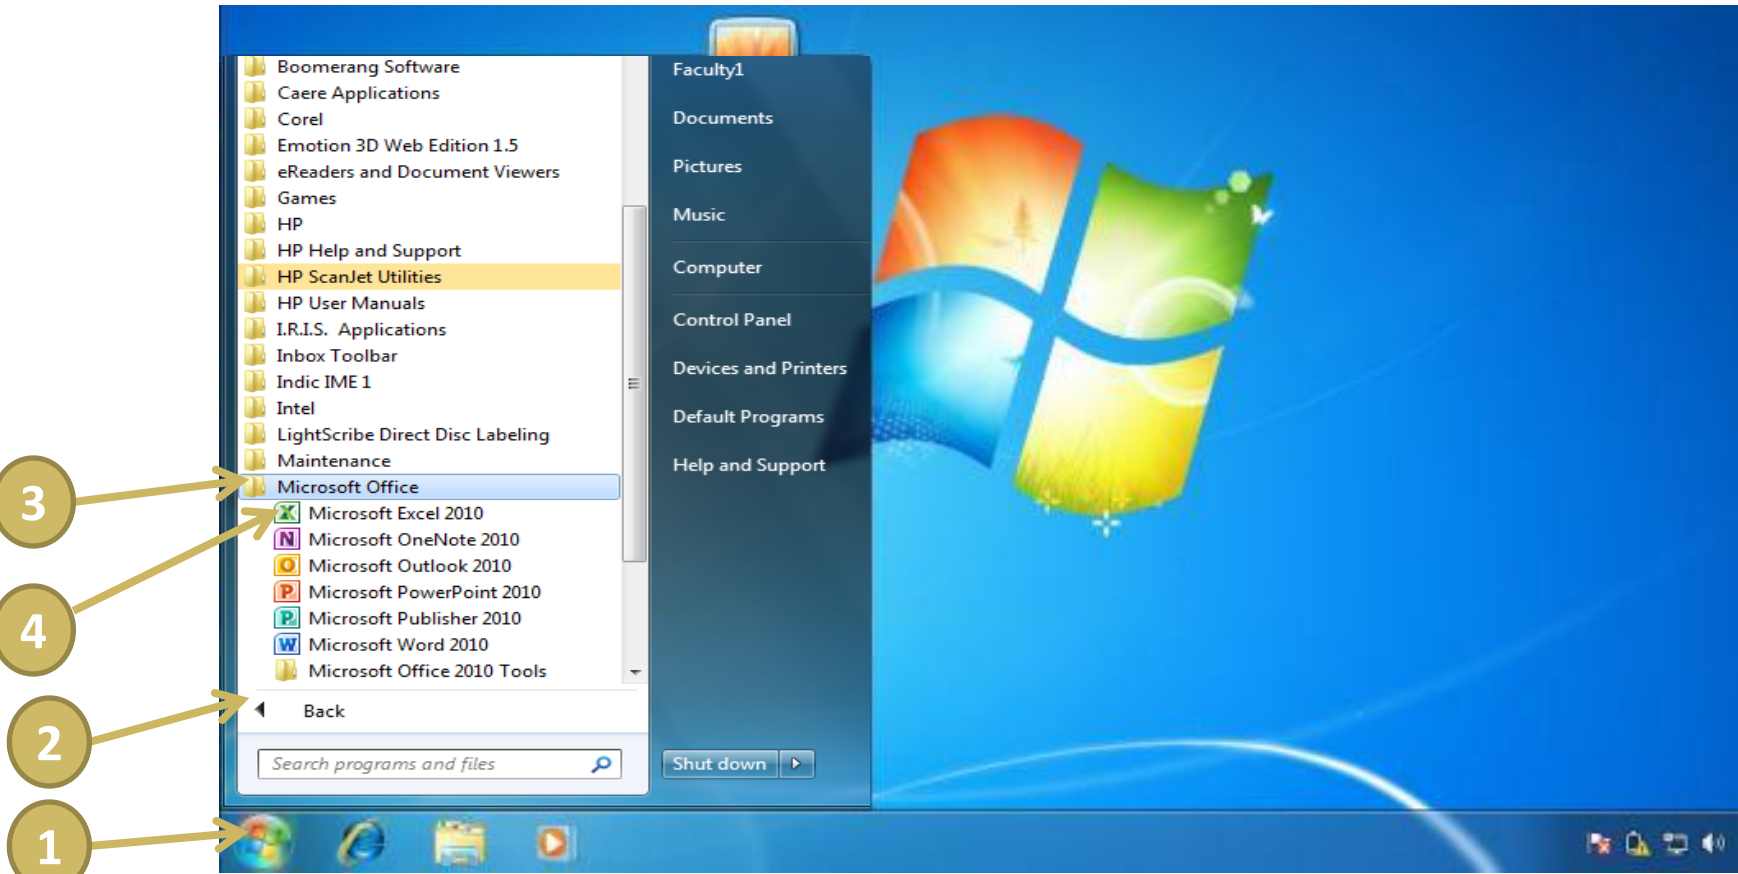 Boomerang Software
Caere Applications
Corel
Emotion 3D Web Edition 1.5
eReaders and Document Viewers
Games
HP
HP Help and Support
HP ScanJet Utilities
HP User Manuals
I.R.I.S. Applications
Inbox Toolbar
Indic IME 1
Intel
LightScribe Direct Disc Labeling
Maintenance
Microsoft Office
Microsoft Excel 2010
Microsoft OneNote 2010
Microsoft Outlook 2010
Microsoft PowerPoint 2010
Microsoft Publisher 2010
Microsoft Word 2010
Microsoft Office 2010 Tools
Back
Search programs and files
Faculty1
Documents
Pictures
Music
Computer
Control Panel
Devices and Printers
Default Programs
Help and Support
Shut down
3
4
2
1